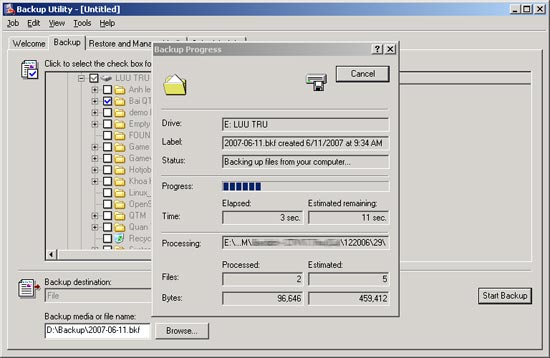 Backup Utility - [Untitled]
Job Edit View Tools Help
Welcome Backup Restore and Mana
Backup Progress
Click to select the check box fo
Cancel
LUU TRU
Anh le
Bai QT
demo
Empty
FOUN
Game
Game
Hotjob
Khoa
Linux_
OpenS
QTM
Quan
Recyc
Drive: E: LUU TRU
Label: 2007-06-11.bkf created 6/11/2007 at 9:34 AM
Status: Backing up files from your computer...
Progress:
Elapsed: Estimated remaining:
Time: 3 sec. 11 sec.
Processing: E:\...M\ \122006\29\
Processed: Estimated:
Files: 2 5
Bytes: 96,646 459,412
Backup destination:
File
Backup media or file name:
D:\Backup\2007-06-11.bkf
Browse...
Start Backup